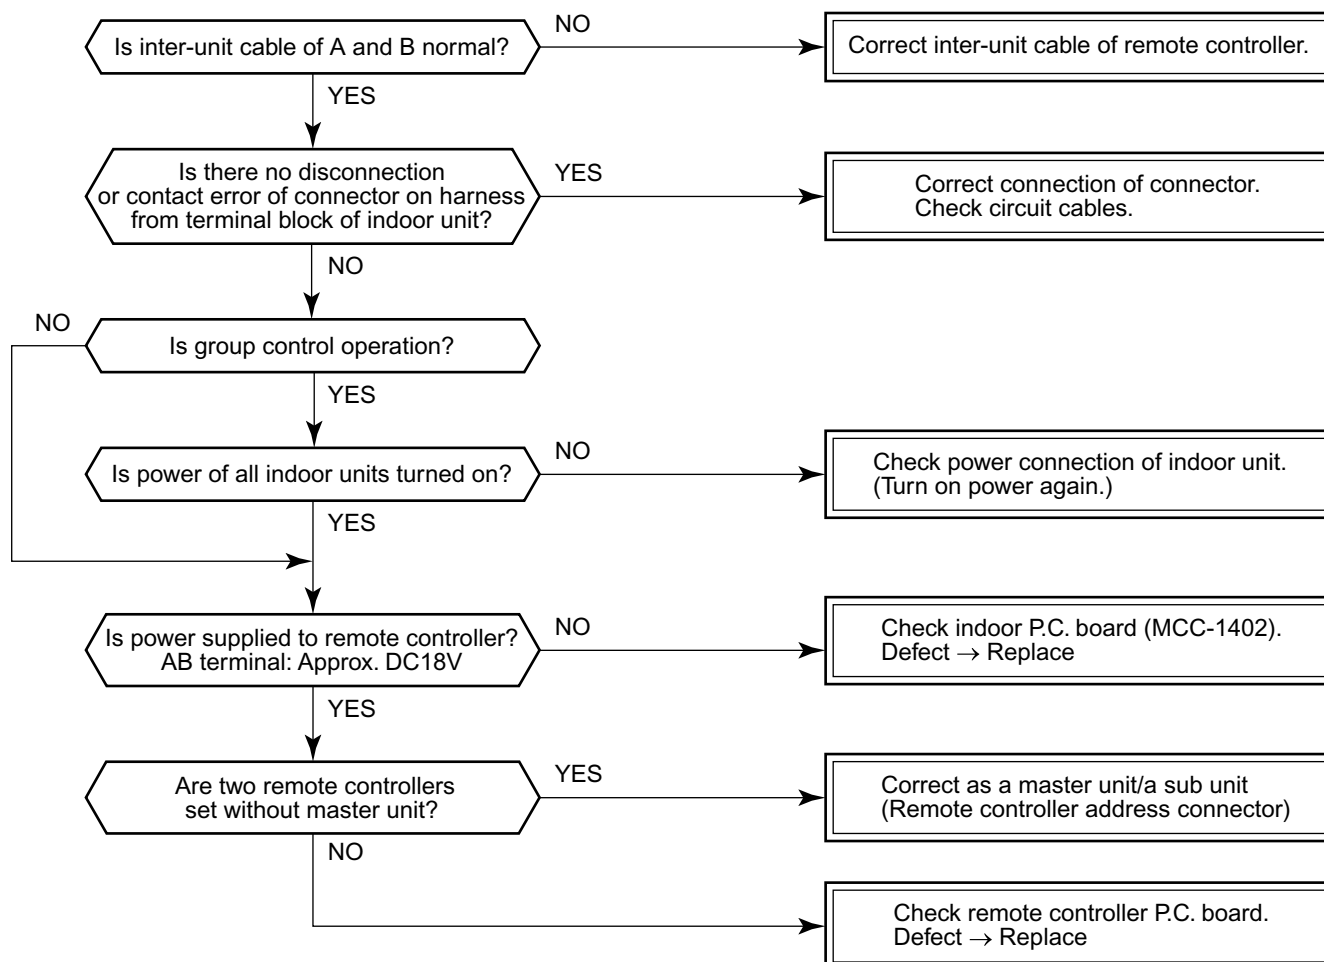 Is inter-unit cable of A and B normal?
NO
Correct inter-unit cable of remote controller.
YES
Is there no disconnection
or contact error of connector on harness
from terminal block of indoor unit?
YES
Correct connection of connector.
Check circuit cables.
NO
NO
Is group control operation?
YES
Is power of all indoor units turned on?
NO
Check power connection of indoor unit.
(Turn on power again.)
YES
Is power supplied to remote controller?
AB terminal: Approx. DC18V
NO
Check indoor P.C. board (MCC-1402).
Defect → Replace
YES
Are two remote controllers
set without master unit?
YES
Correct as a master unit/a sub unit
(Remote controller address connector)
NO
Check remote controller P.C. board.
Defect → Replace